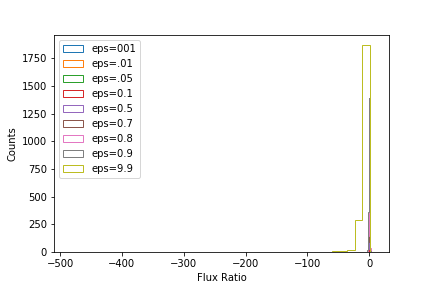 eps=001
eps=.01
eps=.05
eps=0.1
eps=0.5
eps=0.7
eps=0.8
eps=0.9
eps=9.9
1750
1500
1250
1000
750
500
250
0
Counts
−500 −400 −300 −200 −100 0
Flux Ratio